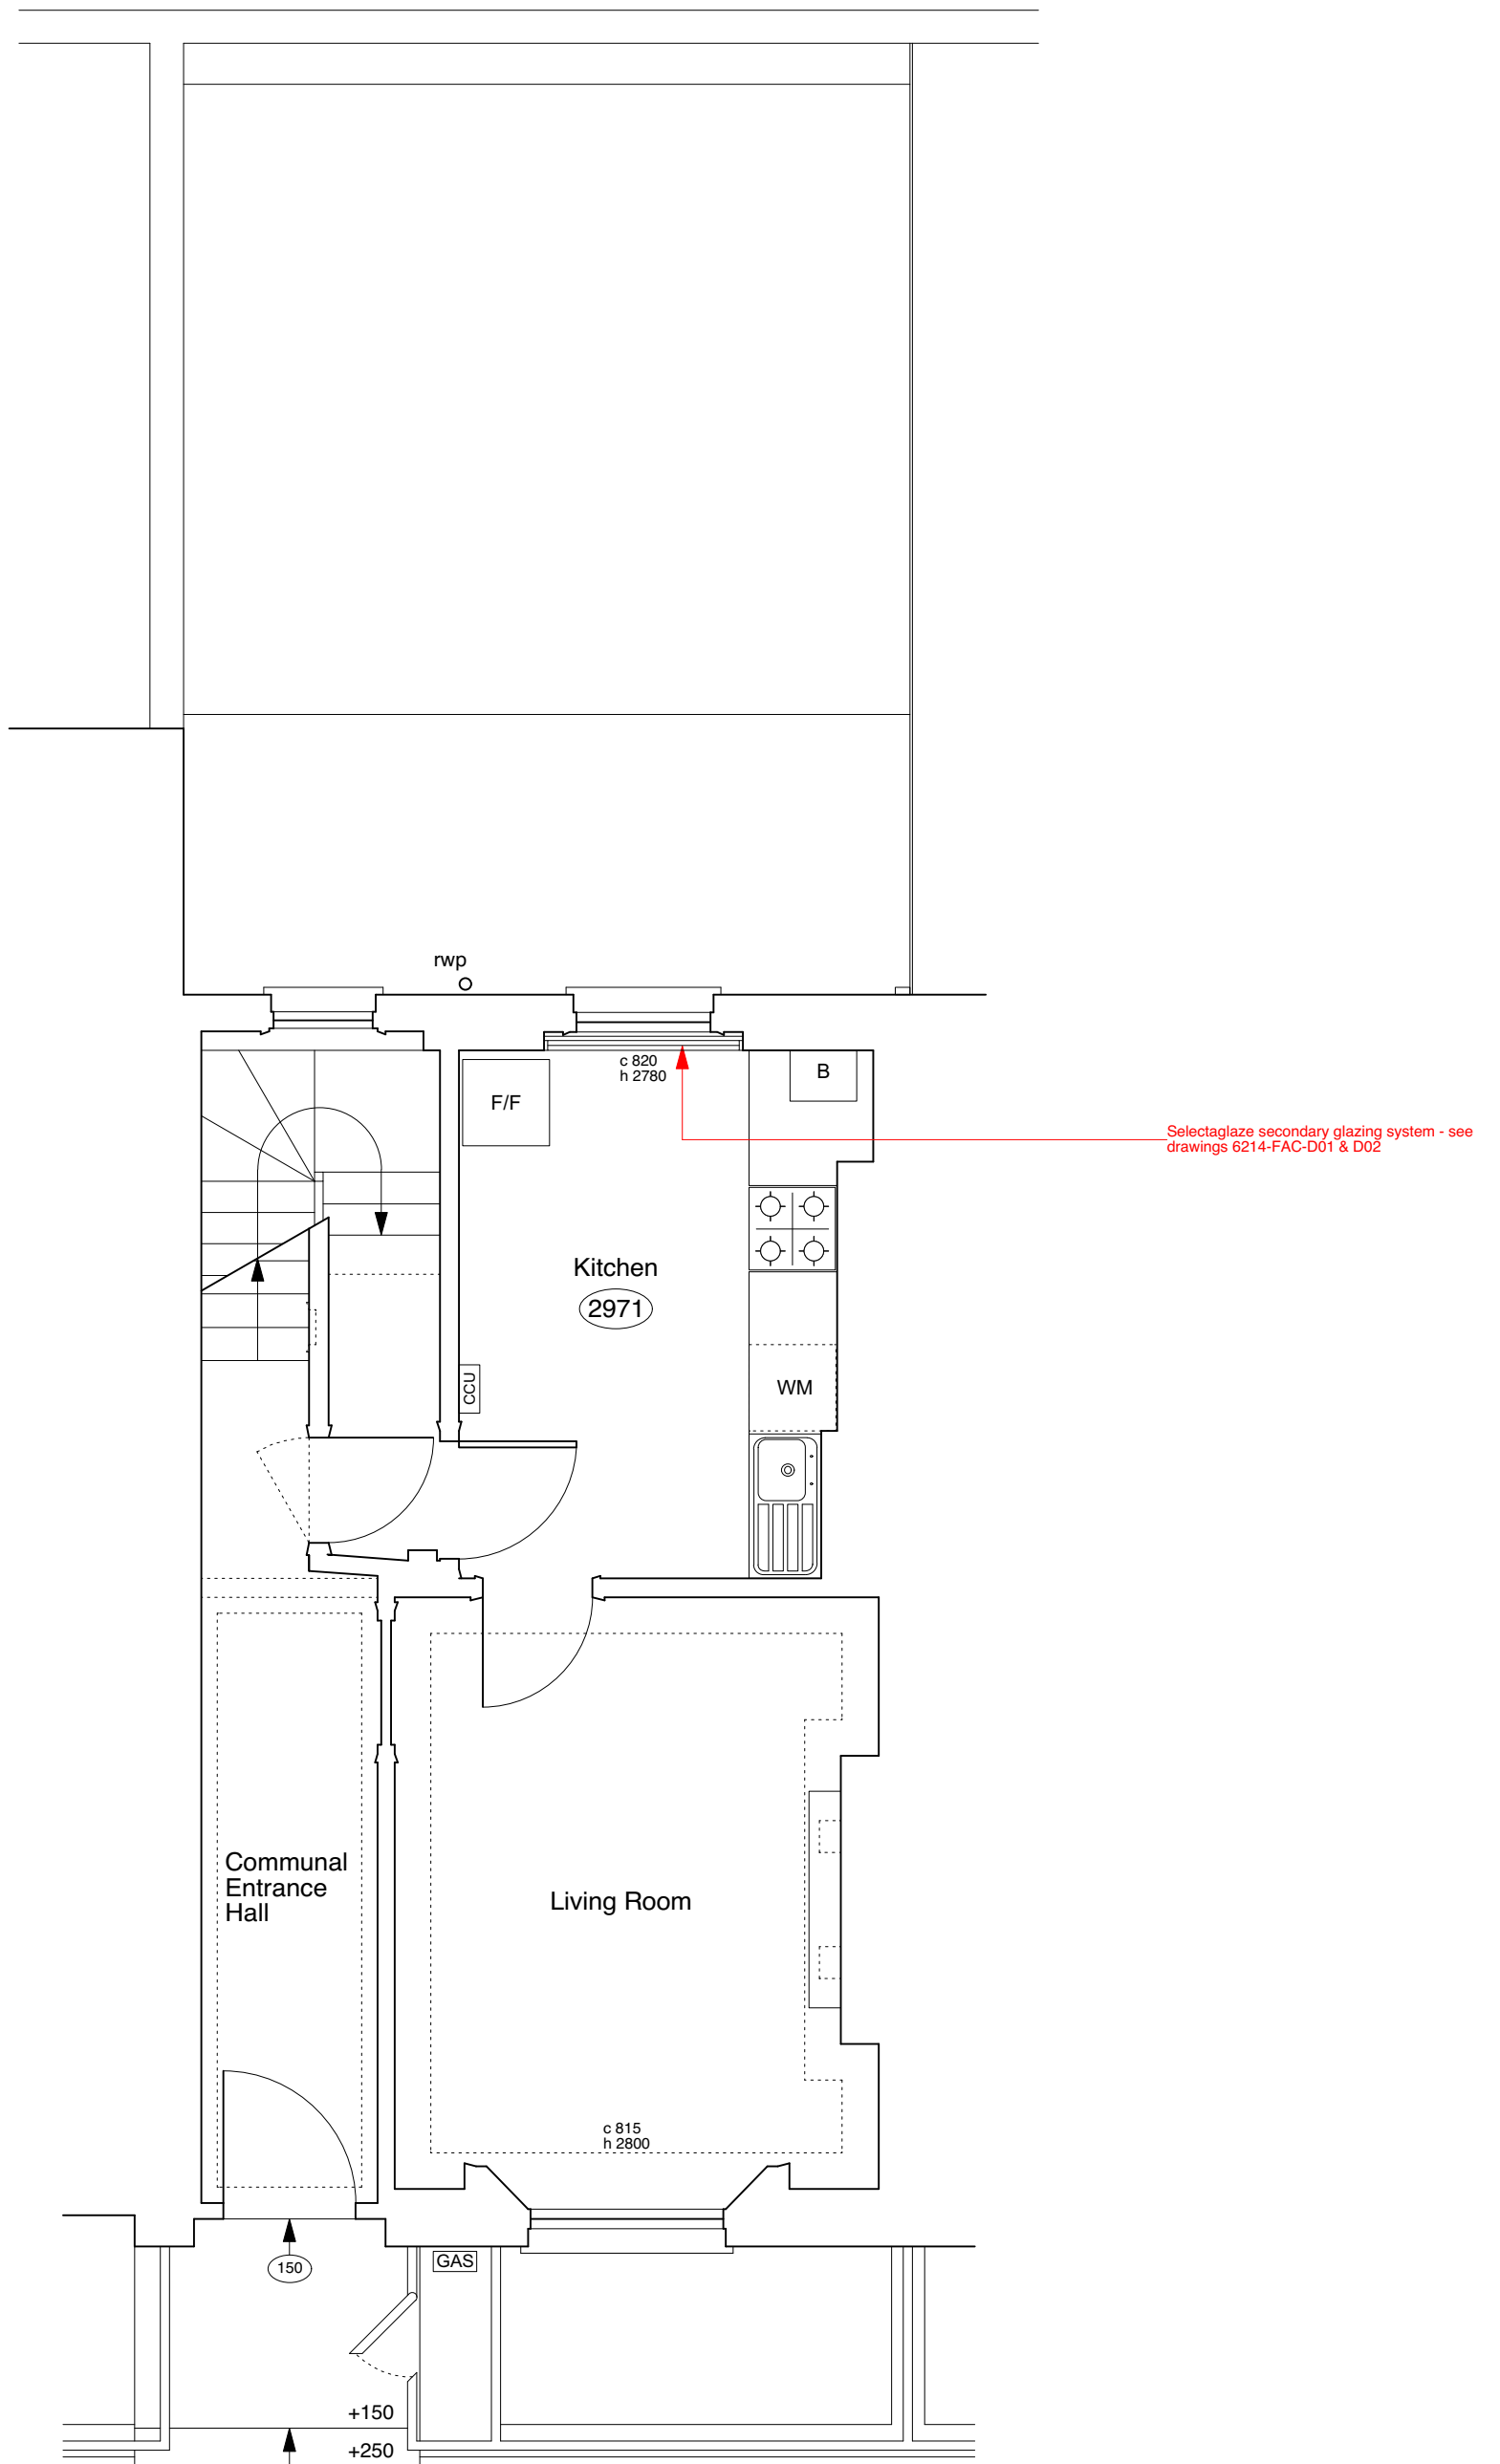 rwp
c 820
h 2780
B
F/F
Selectaglaze secondary glazing system - see
drawings 6214-FAC-D01 & D02
Kitchen
2971
CCU
WM
Communal
Entrance
Hall
Living Room
c 815
h 2800
GAS
150
+150
+250